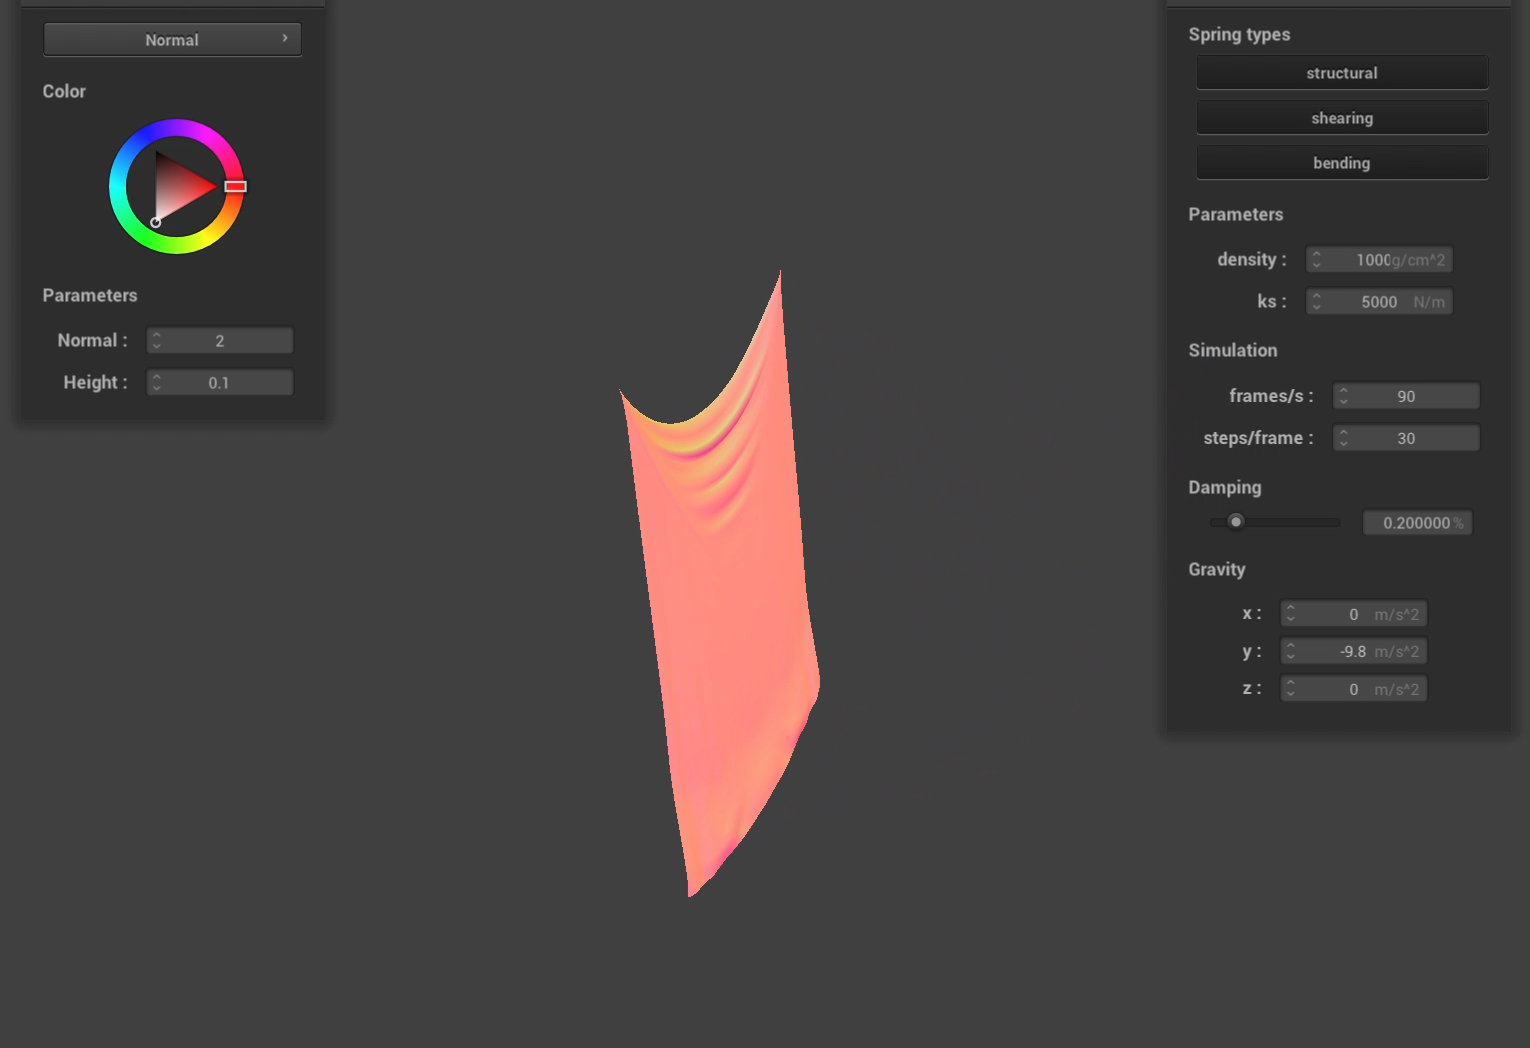 Normal
Color
Parameters
Normal : 2
Height : 0.1
Spring types
structural
shearing
bending
Parameters
density : 1000 g/cm^2
ks : 5000 N/m
Simulation
frames/s : 90
steps/frame : 30
Damping
0.200000 %
Gravity
x : 0 m/s^2
y : -9.8 m/s^2
z : 0 m/s^2